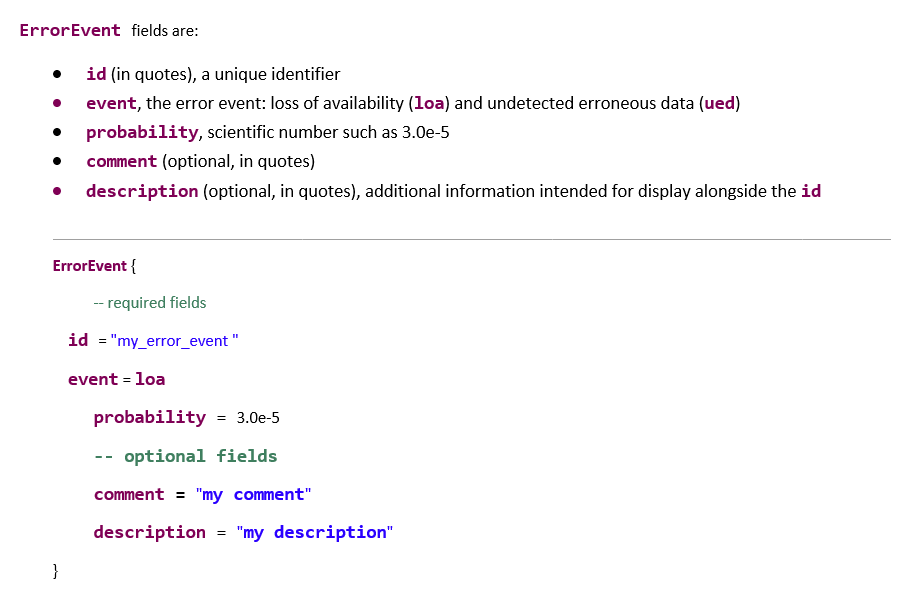 ErrorEvent fields are:
● id (in quotes), a unique identifier
● event, the error event: loss of availability (loa) and undetected erroneous data (ued)
● probability, scientific number such as 3.0e-5
● comment (optional, in quotes)
● description (optional, in quotes), additional information intended for display alongside the id
ErrorEvent {
-- required fields
id = "my_error_event "
event = loa
probability = 3.0e-5
-- optional fields
comment = "my comment"
description = "my description"
}